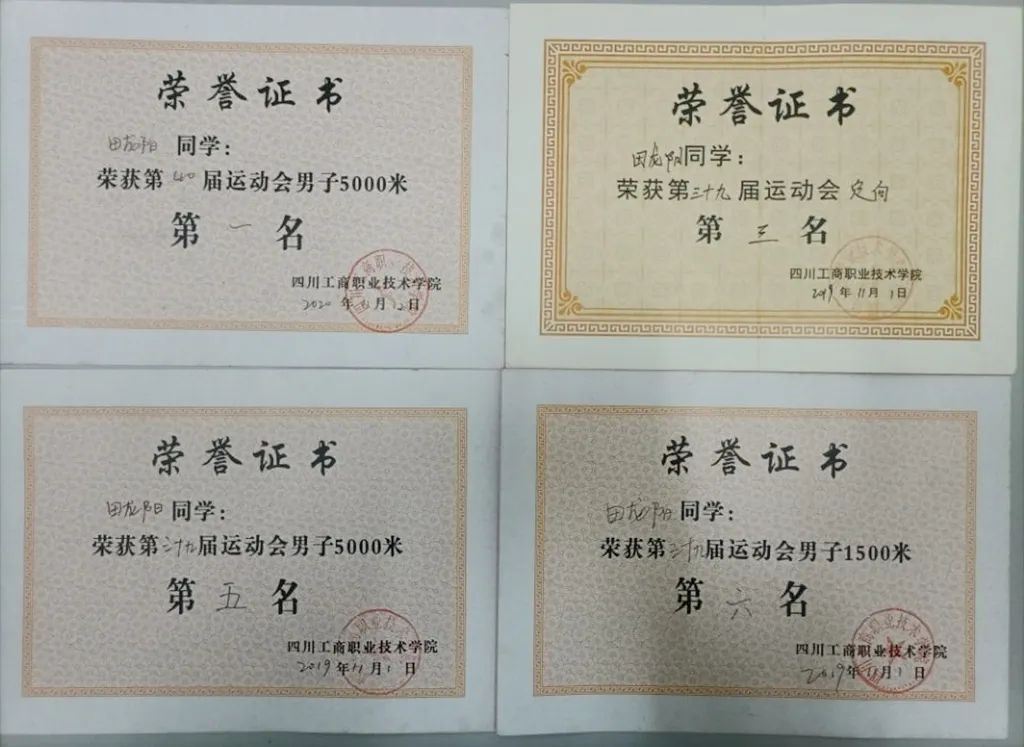 荣誉证书
田龙阳 同学：
荣获第40届运动会男子5000米
第一名
四川工商职业技术学院
2020年11月12日
荣誉证书
田龙阳同学：
荣获第三十九届运动会定向
第三名
四川工商职业技术学院
2019年11月1日
荣誉证书
田龙阳同学：
荣获第三十九届运动会男子5000米
第五名
四川工商职业技术学院
2019年11月1日
荣誉证书
田龙阳同学：
荣获第三十九届运动会男子1500米
第六名
四川工商职业技术学院
2019年11月1日